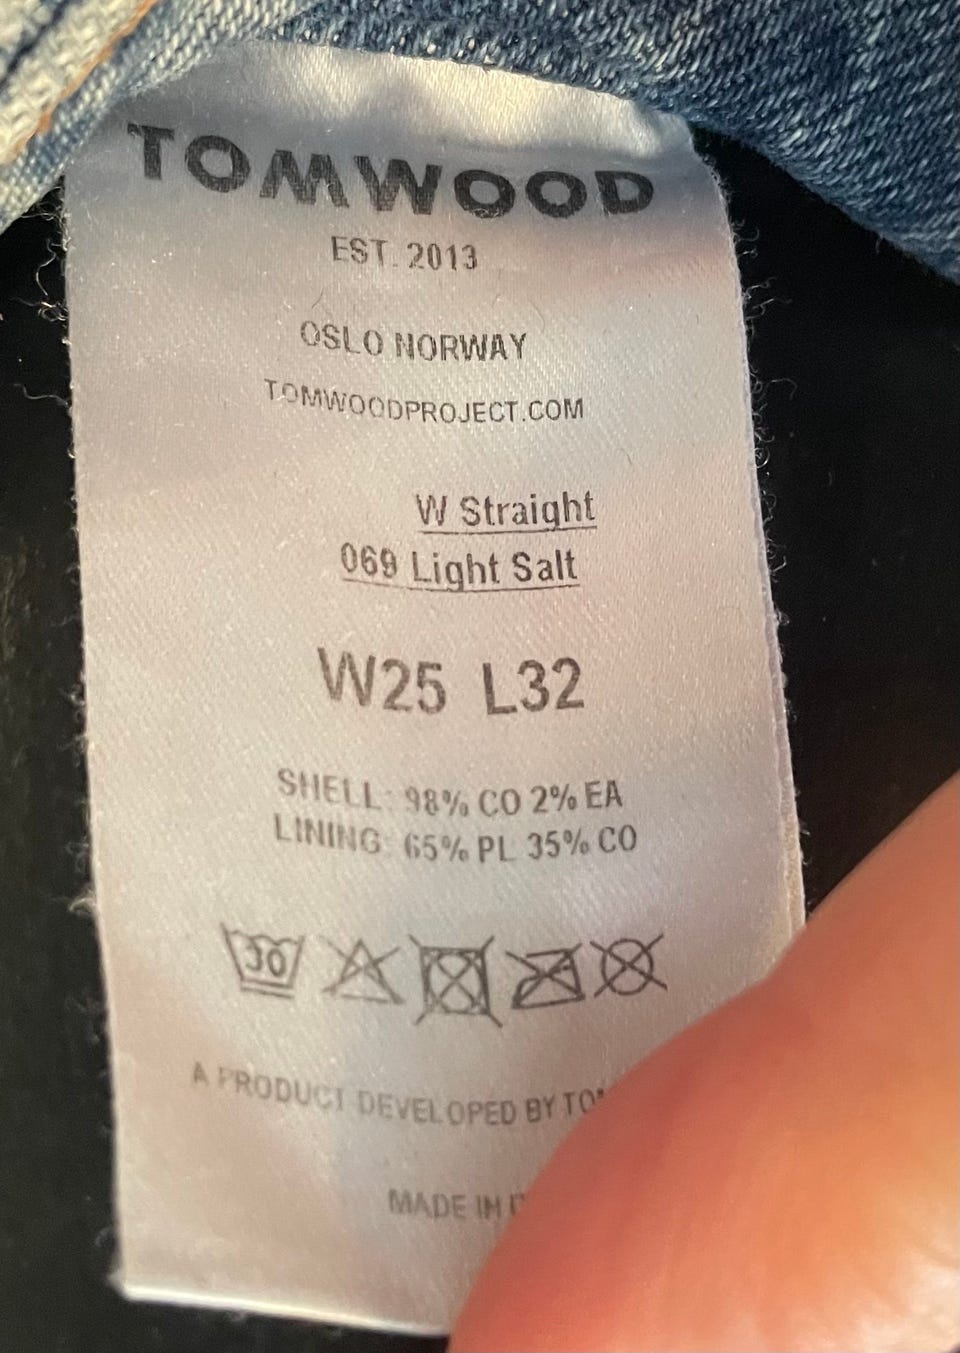 TOMWOOD
EST. 2013
OSLO NORWAY
TOMWOODPROJECT.COM
W Straight
069 Light Salt
W25 L32
SHELL: 98% CO 2% EA
LINING: 65% PL 35% CO
30
A PRODUCT DEVELOPED BY
MADE IN